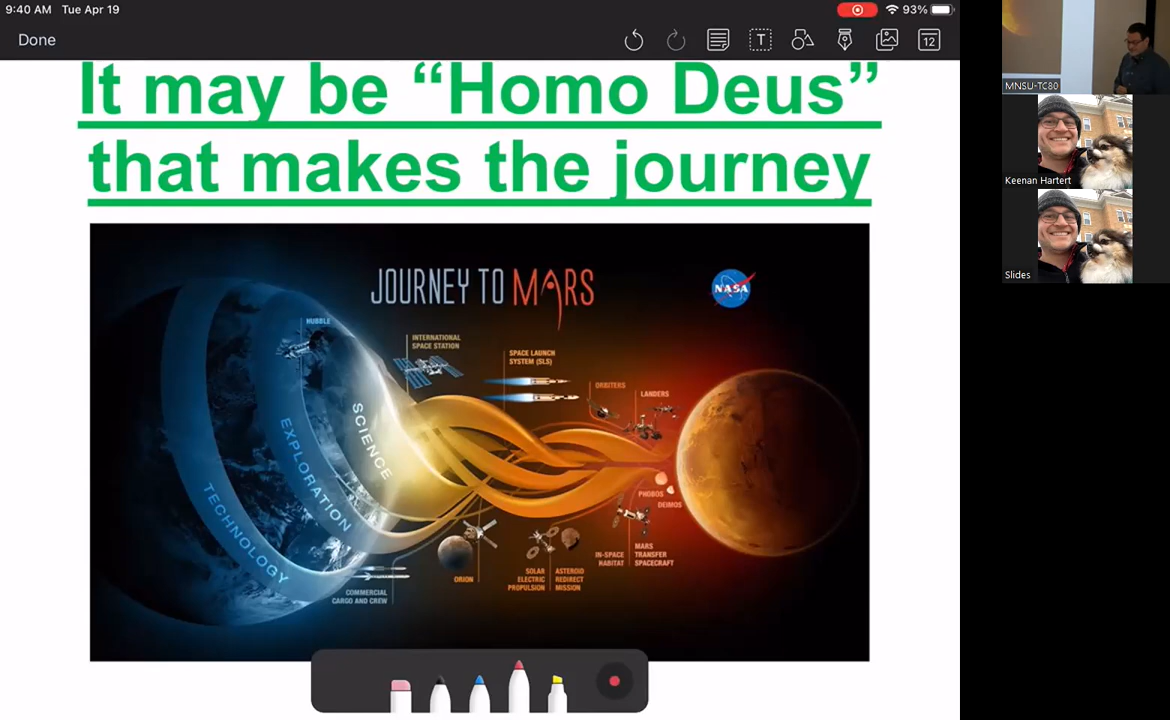 9:40 AM Tue Apr 19
93%
Done
T
12
It may be “Homo Deus”
that makes the journey
JOURNEY TO MARS
NASA
HUBBLE
INTERNATIONAL
SPACE STATION
SPACE LAUNCH
SYSTEM (SLS)
ORBITERS
LANDERS
SCIENCE
EXPLORATION
TECHNOLOGY
PHOBOS
DEIMOS
MARS
TRANSFER
SPACECRAFT
IN-SPACE
HABITAT
ORION
SOLAR
ELECTRIC
PROPULSION
ASTEROID
REDIRECT
MISSION
COMMERCIAL
CARGO AND CREW
MNSU-TC80
Keenan Hartert
Slides